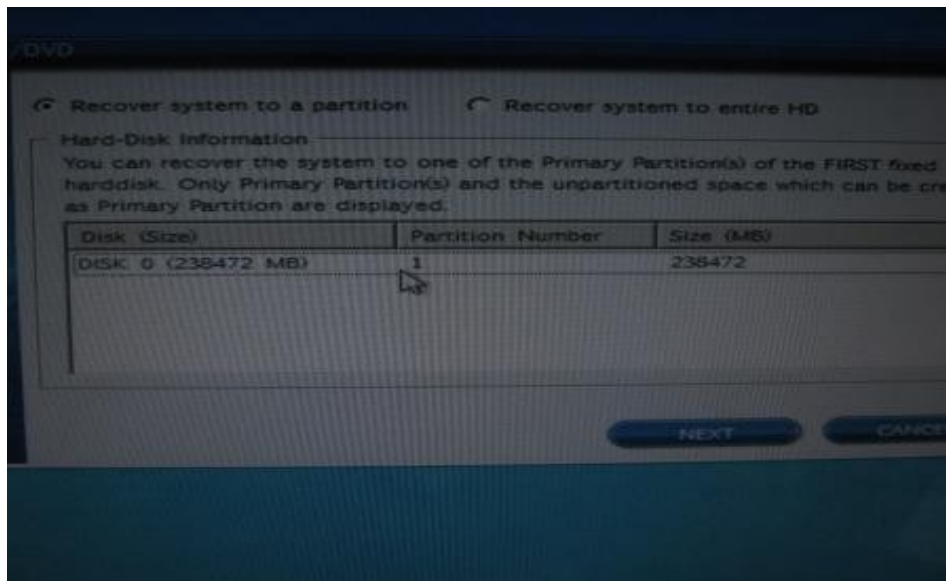 /DVD
Recover system to a partition Recover system to entire HD
Hard-Disk Information
You can recover the system to one of the Primary Partition(s) of the FIRST fixed
harddisk. Only Primary Partition(s) and the unpartitioned space which can be cre
as Primary Partition are displayed.
Disk (Size) Partition Number Size (MB)
DISK 0 (238472 MB) 1 238472
NEXT CANCE